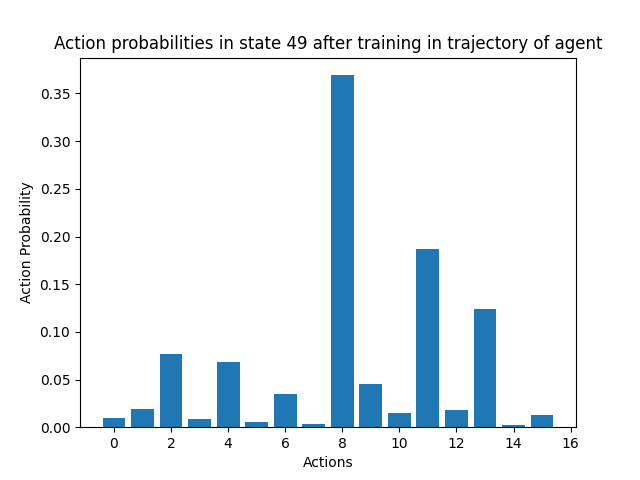 Action probabilities in state 49 after training in trajectory of agent
0.35
0.30
0.25
0.20
0.15
0.10
0.05
0.00
Action Probability
0 2 4 6 8 10 12 14 16
Actions